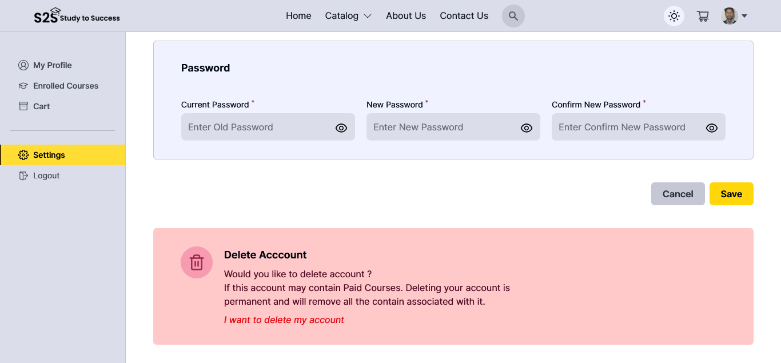 S2S Study to Success
Home Catalog About Us Contact Us
My Profile
Enrolled Courses
Cart
Settings
Logout
Password
Current Password * New Password * Confirm New Password *
Enter Old Password Enter New Password Enter Confirm New Password
Cancel Save
Delete Acccount
Would you like to delete account ?
If this account may contain Paid Courses. Deleting your account is
permanent and will remove all the contain associated with it.
I want to delete my account